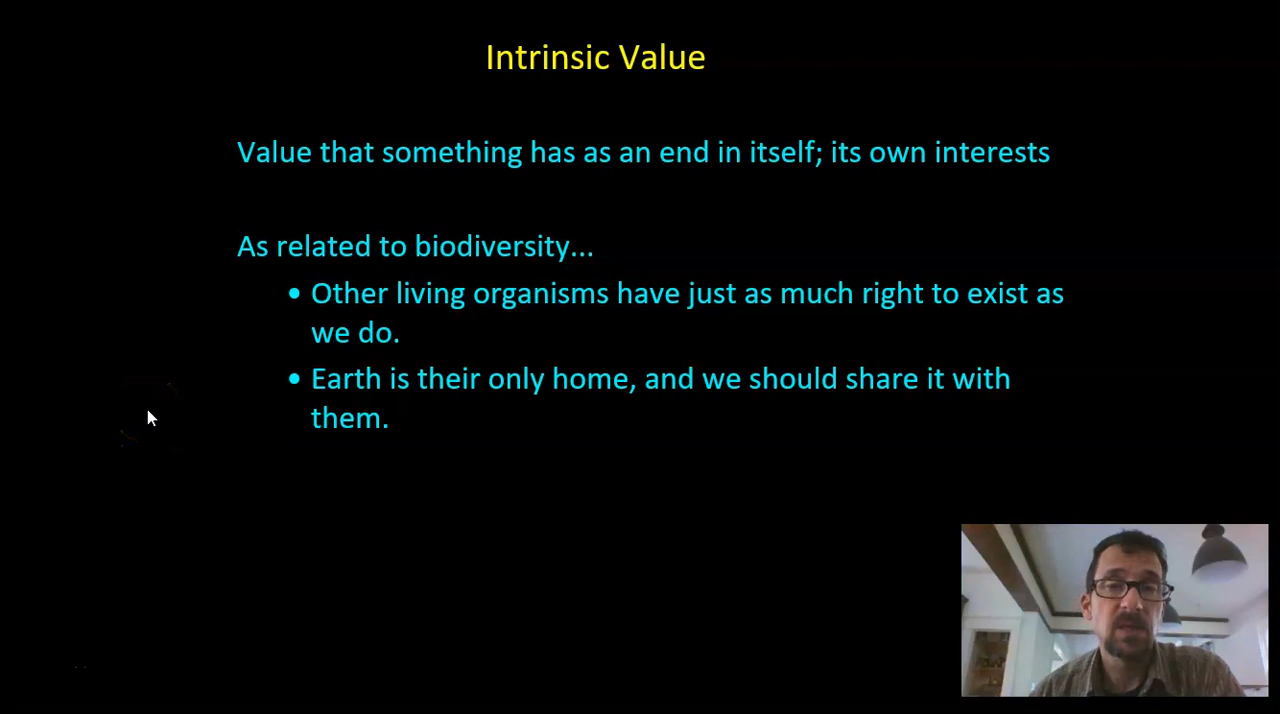 Intrinsic Value
Value that something has as an end in itself; its own interests
As related to biodiversity...
• Other living organisms have just as much right to exist as
we do.
• Earth is their only home, and we should share it with
them.